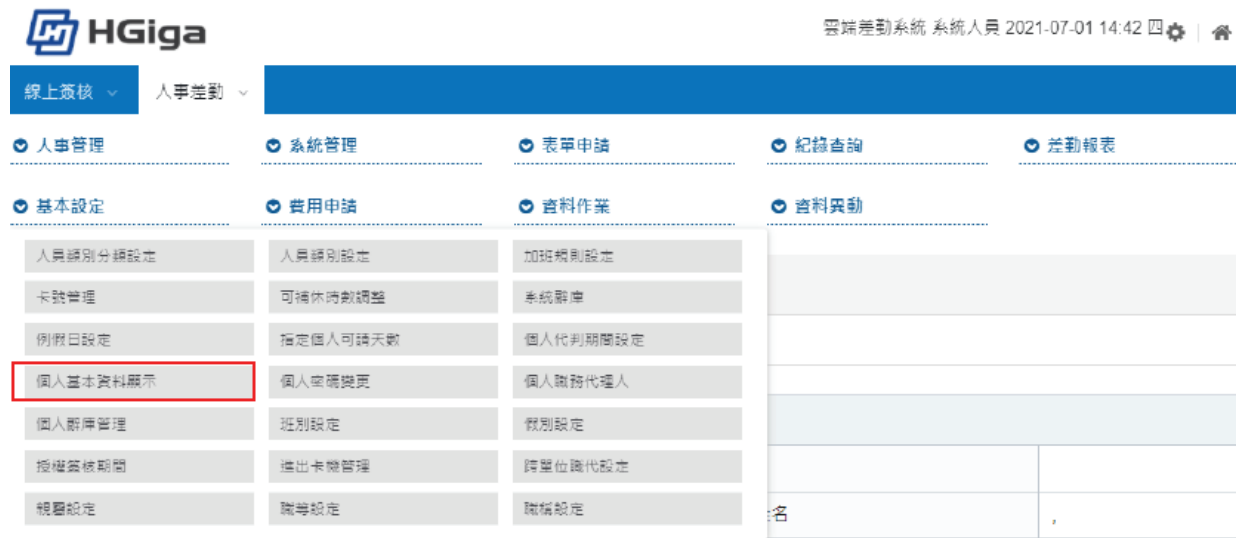 HGiga
雲端差勤系統 系統人員 2021-07-01 14:42 四
線上簽核 人事差勤
人事管理 系統管理 表單申請 紀錄查詢 差勤報表
基本設定 費用申請 資料作業 資料異動
人員類別分類設定 人員類別設定 加班規則設定
卡號管理 可補休時數調整 系統辭庫
例假日設定 指定個人可請天數 個人代判期間設定
個人基本資料顯示 個人密碼變更 個人職務代理人
個人辭庫管理 班別設定 假別設定
授權簽核期間 進出卡機管理 跨單位職代設定
親屬設定 職等設定 職稱設定
名 ,